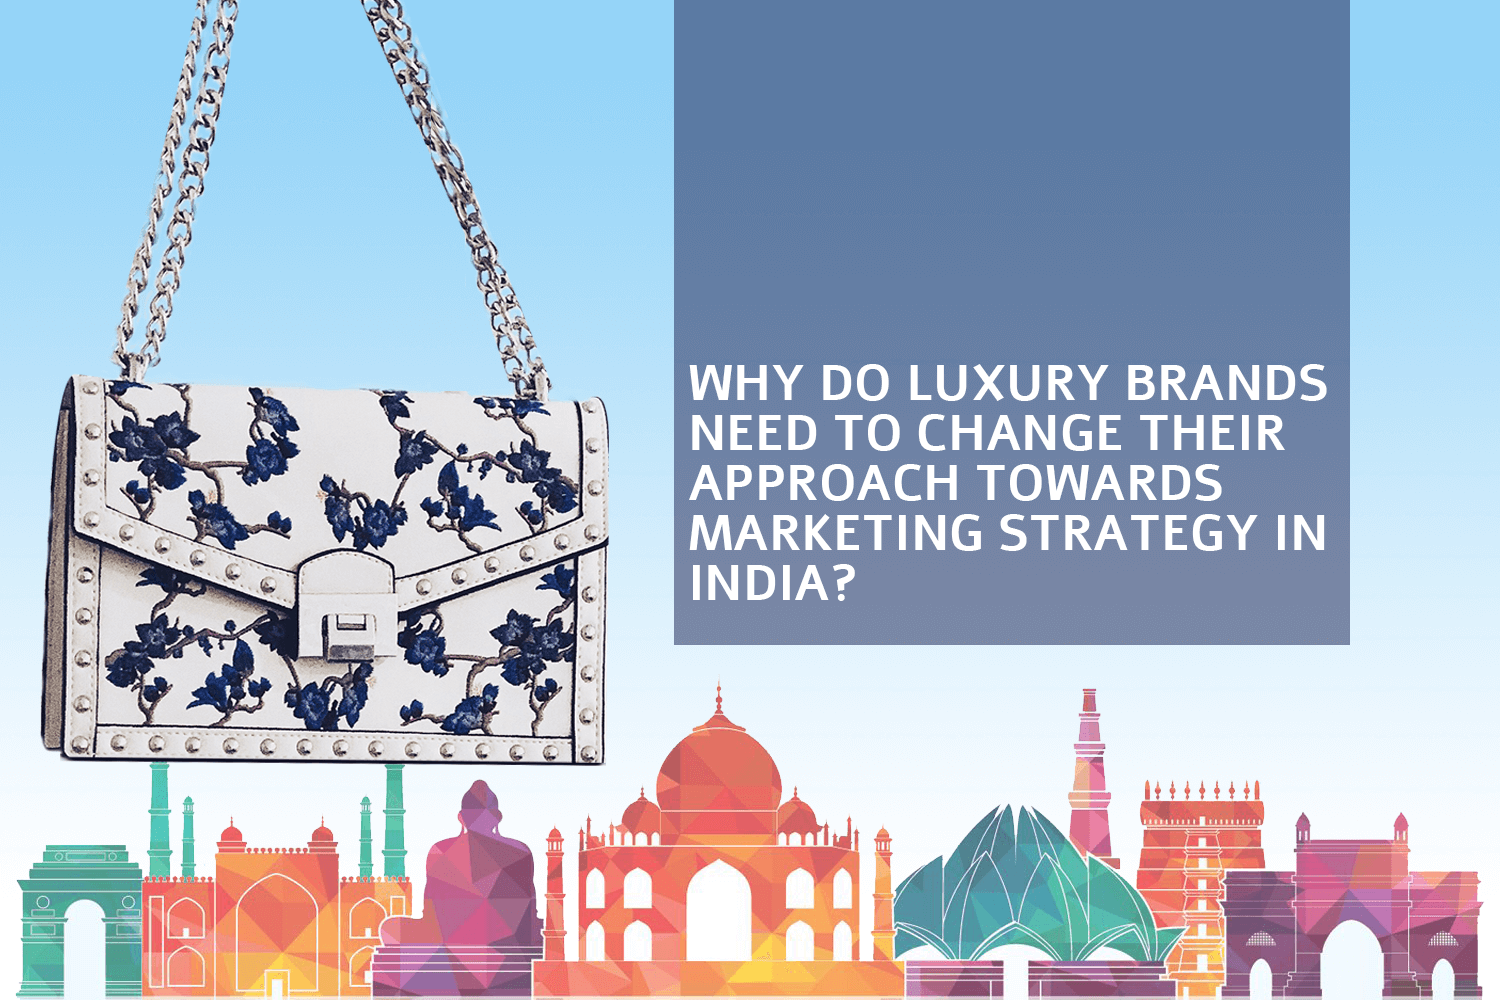 WHY DO LUXURY BRANDS
NEED TO CHANGE THEIR
APPROACH TOWARDS
MARKETING STRATEGY IN
INDIA?